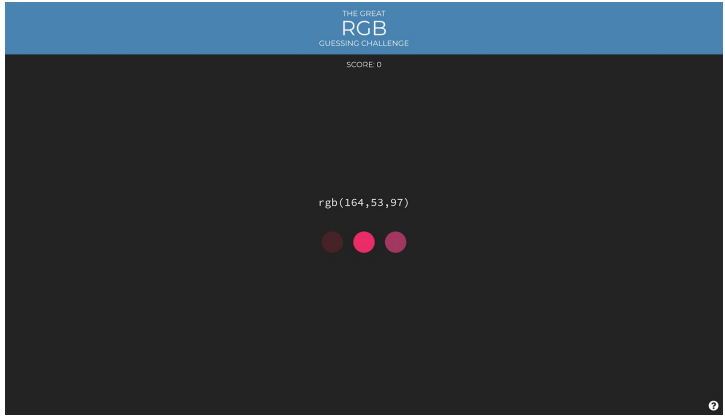 THE GREAT
RGB
GUESSING CHALLENGE
SCORE: 0
rgb(164,53,97)
?